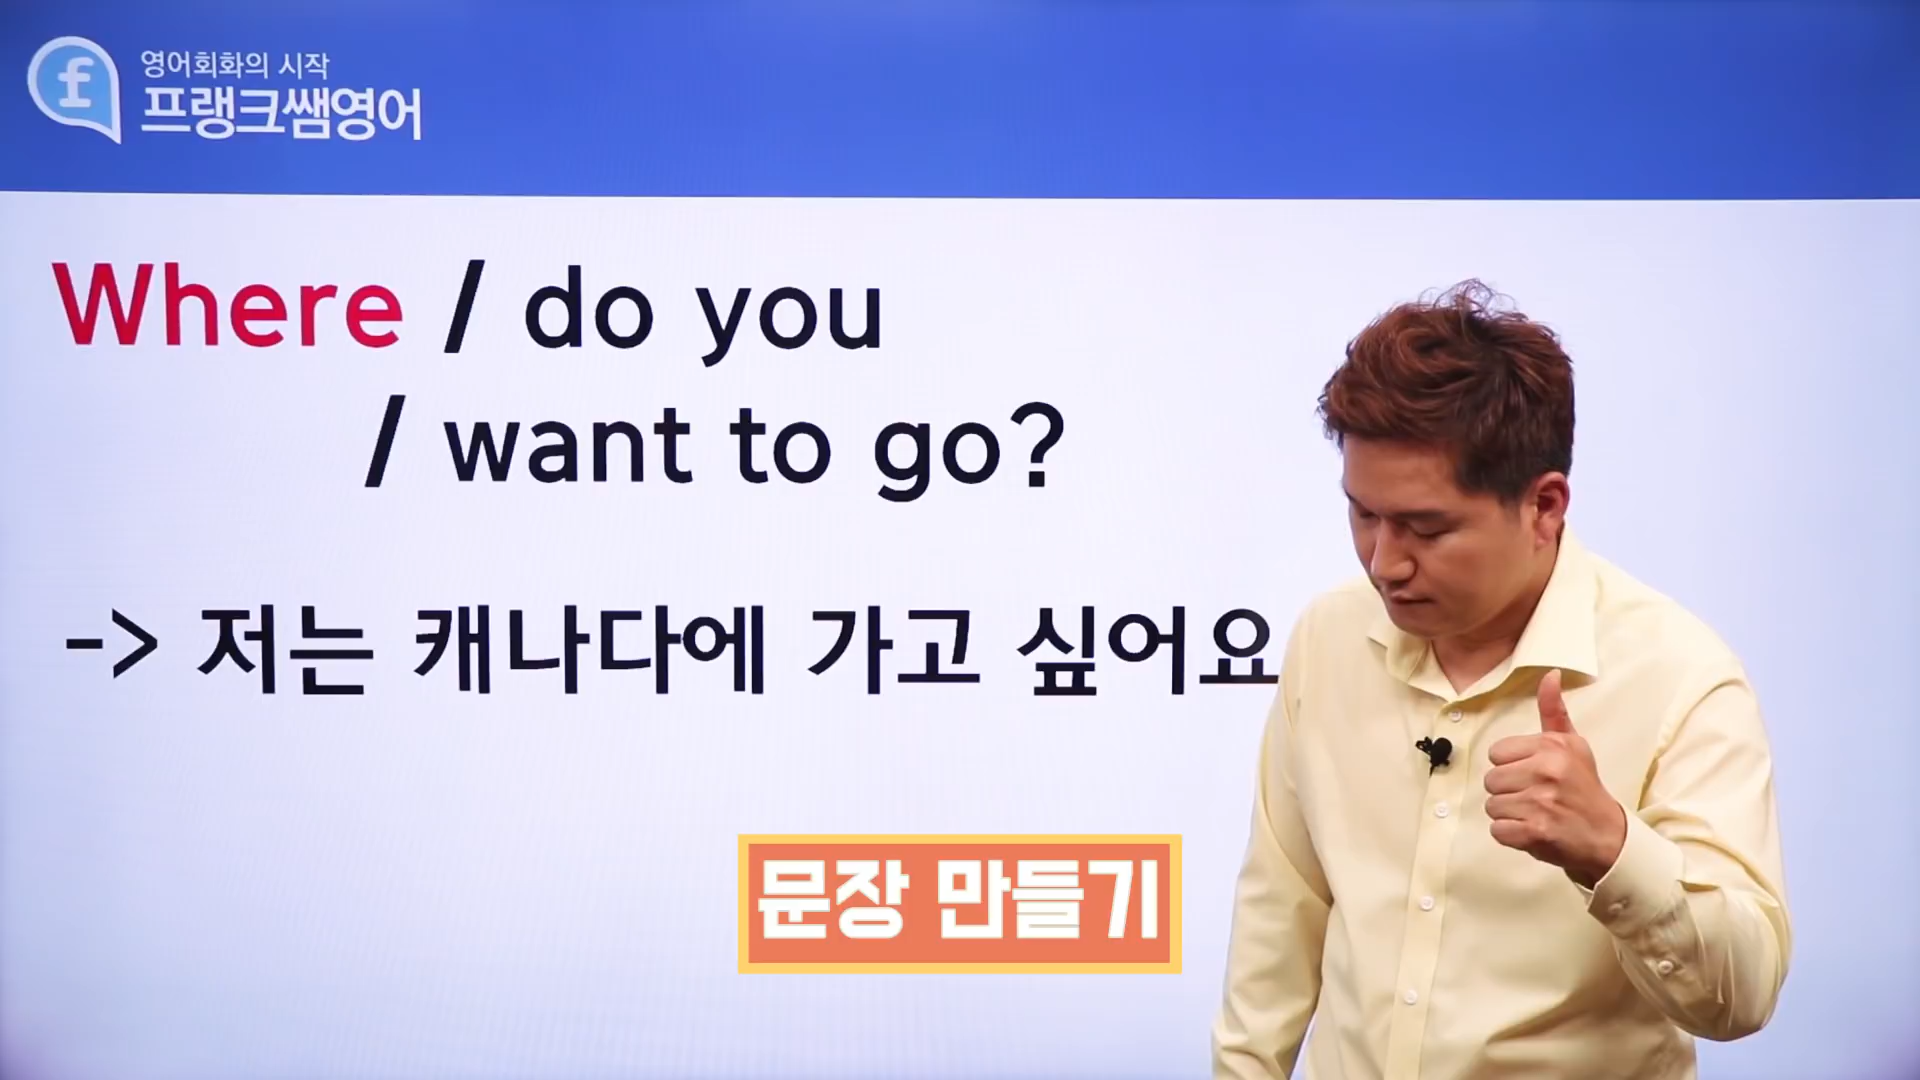 영어회화의 시작
프랭크쌤영어
Where / do you
/ want to go?
-> 저는 캐나다에 가고 싶어요
문장 만들기